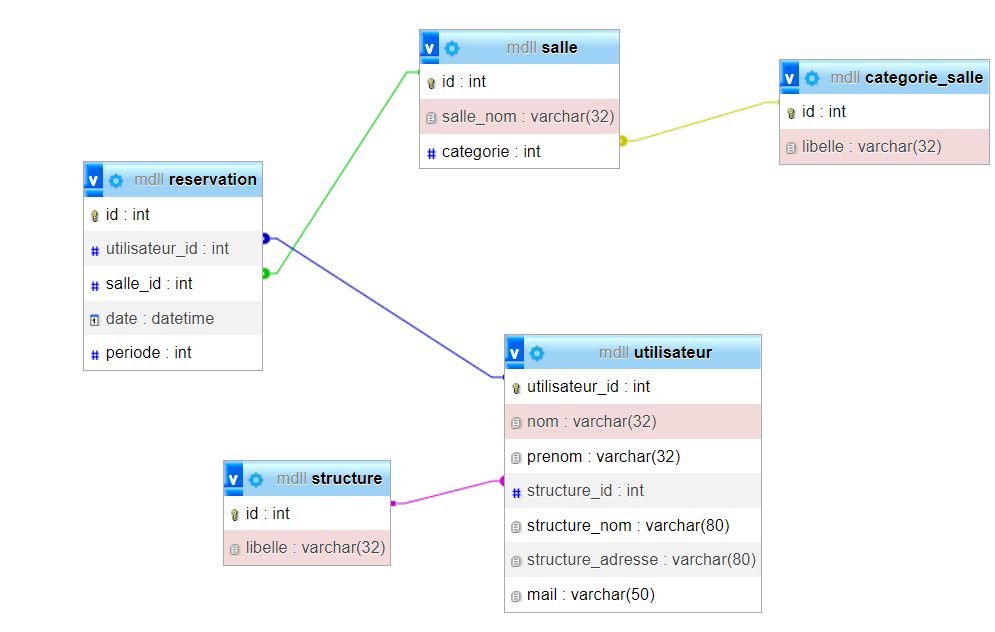 v mdll salle
id : int
salle_nom : varchar(32)
# categorie : int
v mdll categorie_salle
id : int
libelle : varchar(32)
v mdll reservation
id : int
# utilisateur_id : int
# salle_id : int
date : datetime
# periode : int
v mdll utilisateur
utilisateur_id : int
nom : varchar(32)
prenom : varchar(32)
# structure_id : int
structure_nom : varchar(80)
structure_adresse : varchar(80)
mail : varchar(50)
v mdll structure
id : int
libelle : varchar(32)